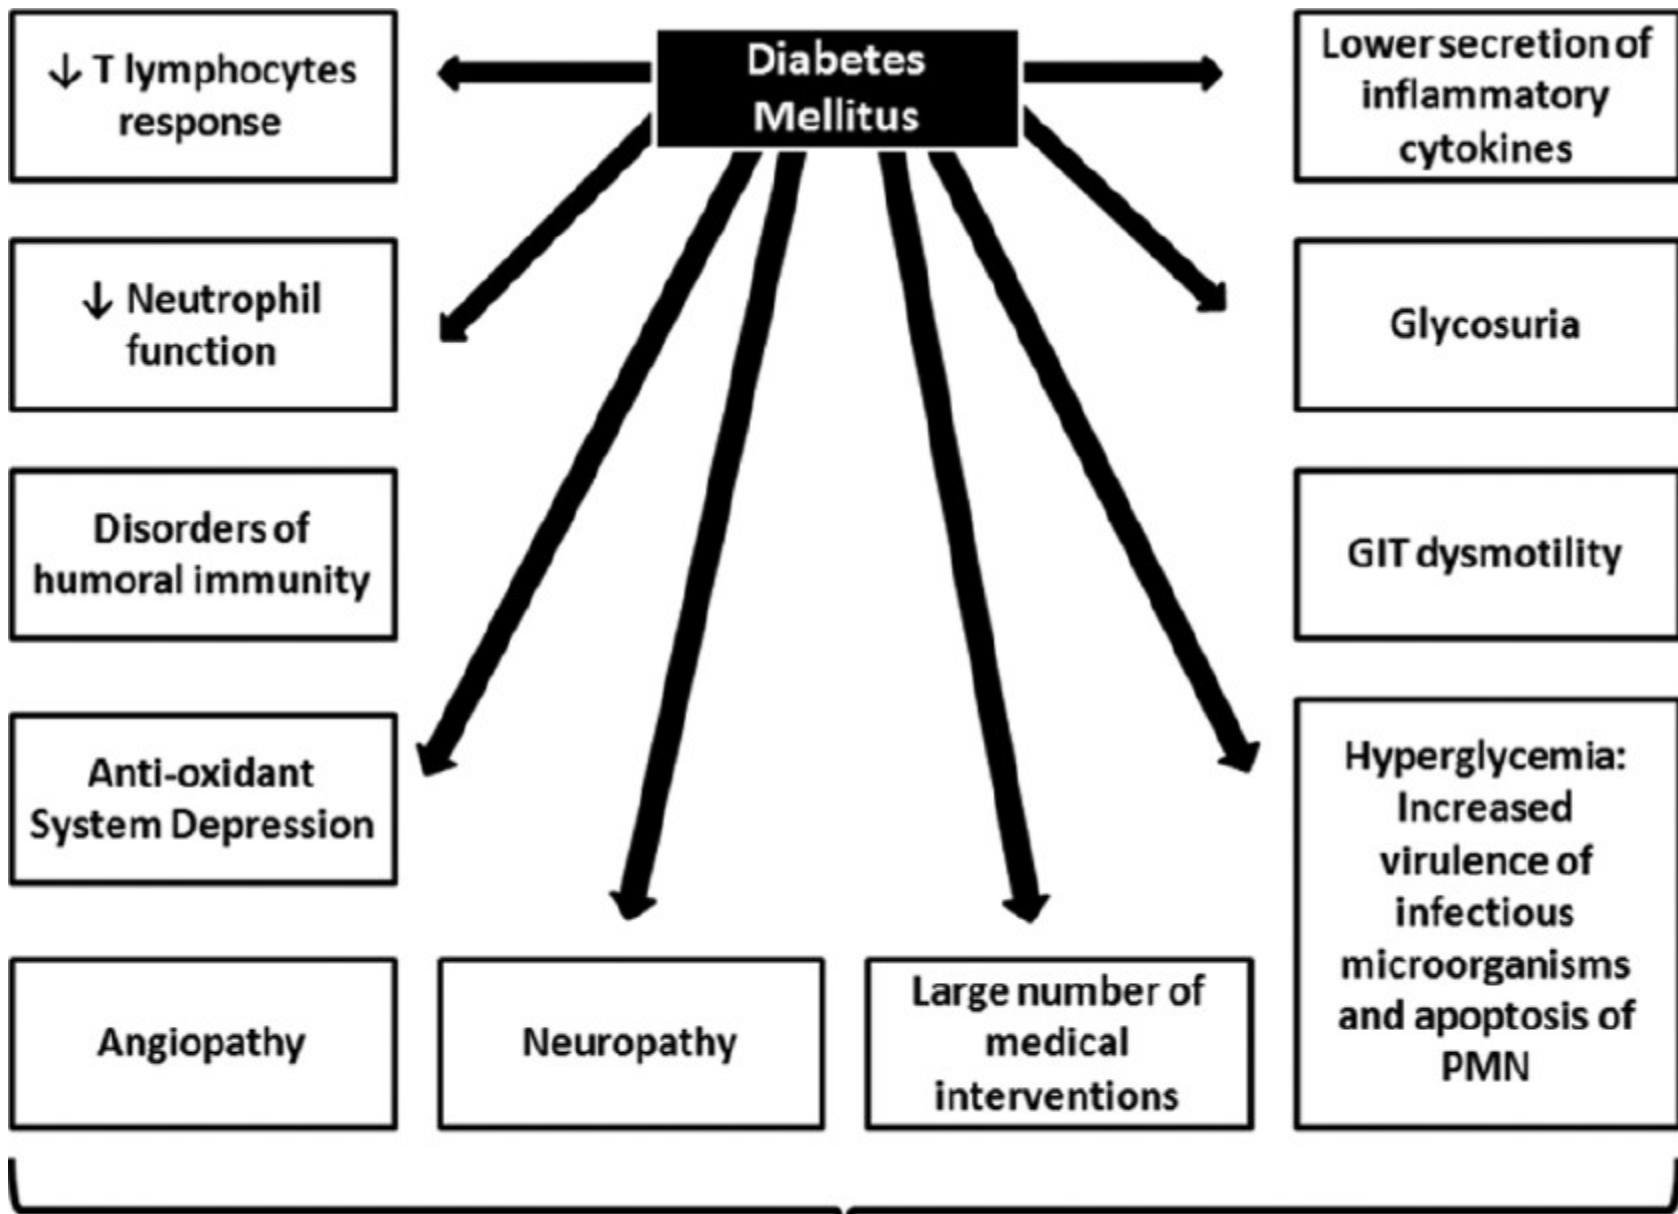 Diabetes
Mellitus
↓ T lymphocytes
response
↓ Neutrophil
function
Disorders of
humoral immunity
Anti-oxidant
System Depression
Angiopathy
Neuropathy
Large number of
medical
interventions
Lower secretion of
inflammatory
cytokines
Glycosuria
GIT dysmotility
Hyperglycemia:
Increased
virulence of
infectious
microorganisms
and apoptosis of
PMN